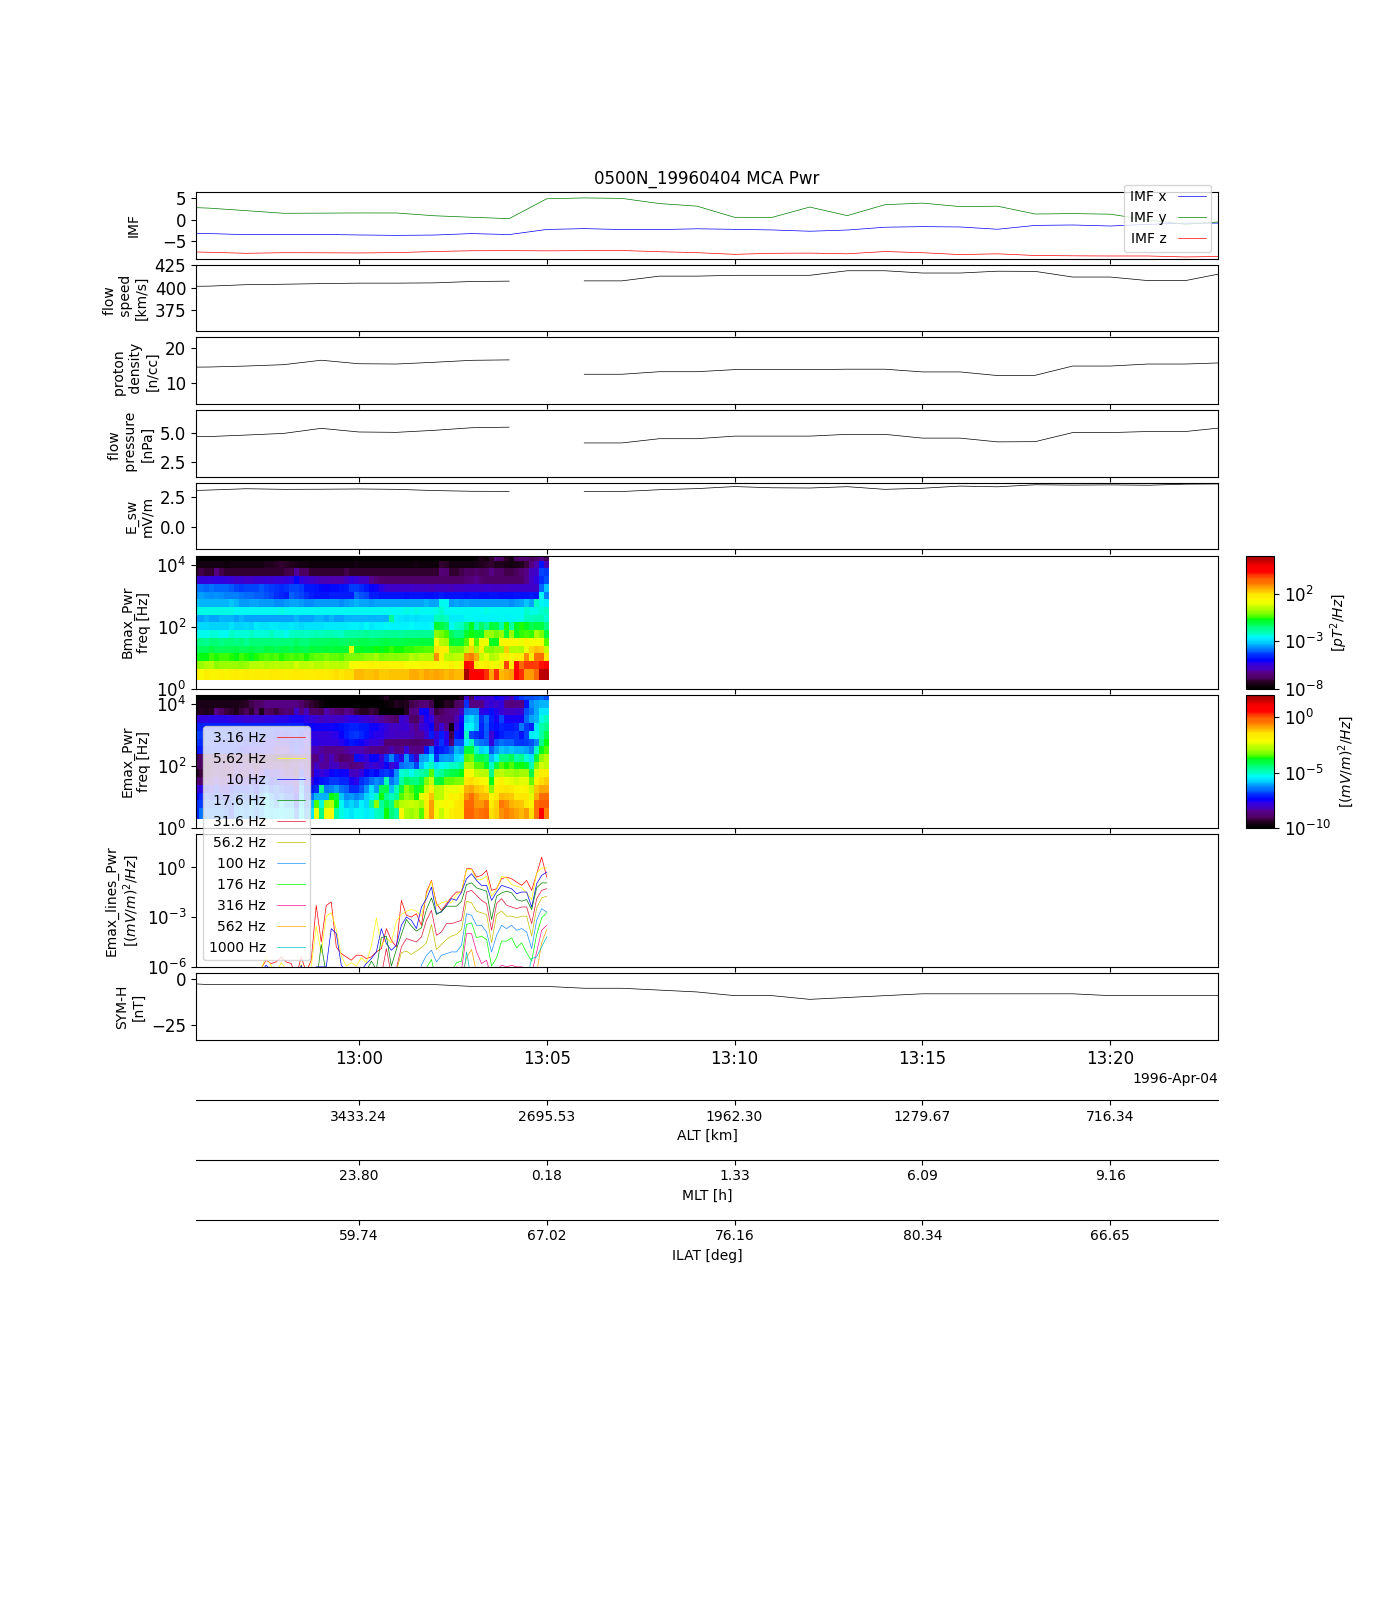 0500N_19960404 MCA Pwr
IMF
5
0
−5
IMF x
IMF y
IMF z
flow
speed
[km/s]
425
400
375
proton
density
[n/cc]
20
10
flow
pressure
[nPa]
5.0
2.5
E_sw
mV/m
2.5
0.0
Bmax_Pwr
freq [Hz]
10^4
10^2
10^0
10^2
10^−3
10^−8
[pT^2/Hz]
Emax_Pwr
freq [Hz]
10^4
10^2
10^0
10^0
10^−5
10^−10
[(mV/m)^2/Hz]
3.16 Hz
5.62 Hz
10 Hz
17.6 Hz
31.6 Hz
56.2 Hz
100 Hz
176 Hz
316 Hz
562 Hz
1000 Hz
Emax_lines_Pwr
[(mV/m)^2/Hz]
10^0
10^−3
10^−6
SYM-H
[nT]
0
−25
13:00 13:05 13:10 13:15 13:20
1996-Apr-04
3433.24 2695.53 1962.30 1279.67 716.34
ALT [km]
23.80 0.18 1.33 6.09 9.16
MLT [h]
59.74 67.02 76.16 80.34 66.65
ILAT [deg]